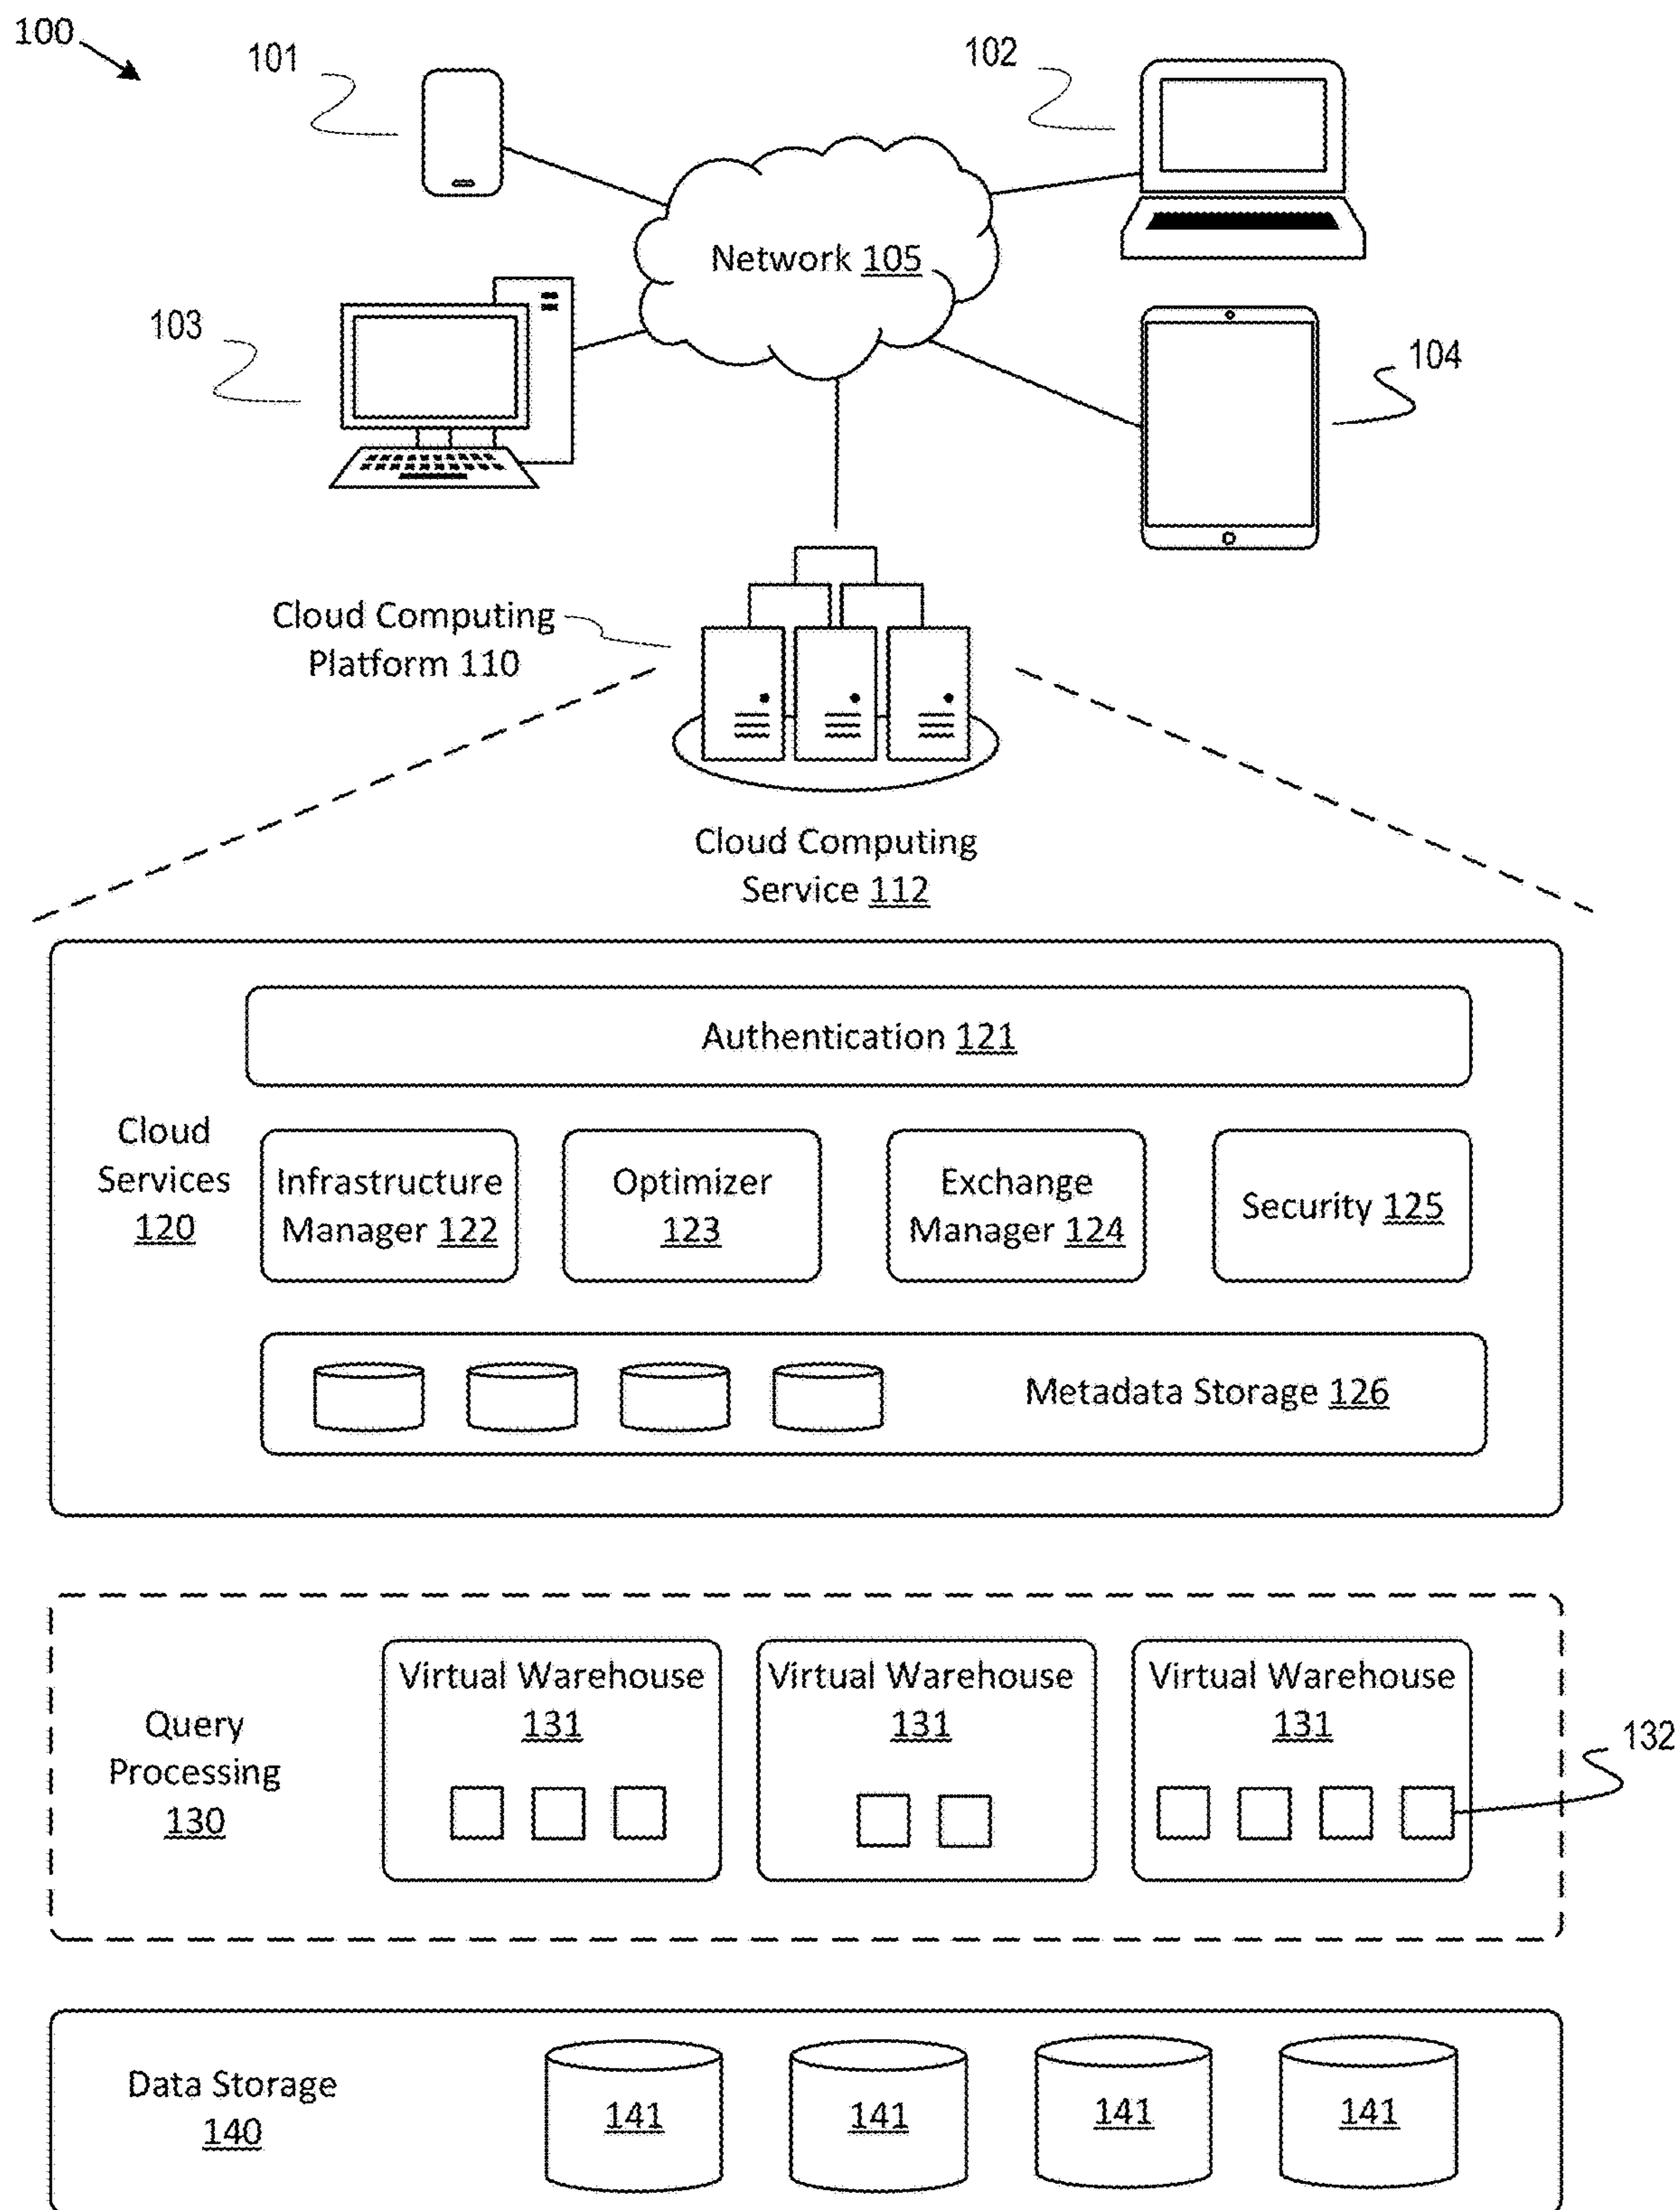 100
101
102
Network 105
103
104
Cloud Computing
Platform 110
Cloud Computing
Service 112
Authentication 121
Cloud
Services
120
Infrastructure
Manager 122
Optimizer
123
Exchange
Manager 124
Security 125
Metadata Storage 126
Query
Processing
130
Virtual Warehouse
131
Virtual Warehouse
131
Virtual Warehouse
131
132
Data Storage
140
141
141
141
141